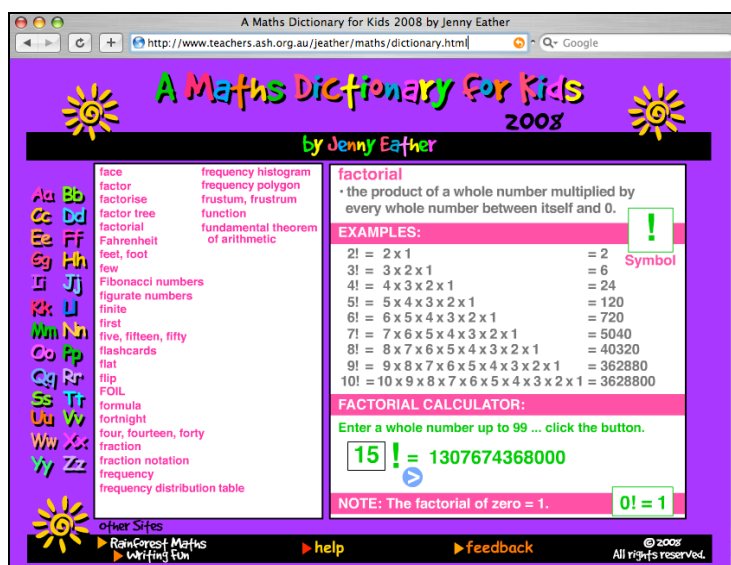 A Maths Dictionary for Kids 2008 by Jenny Eather
http://www.teachers.ash.org.au/jeather/maths/dictionary.html
Google
A Maths Dictionary for Kids
2008
by Jenny Eather
Aa Bb
Cc Dd
Ee Ff
Gg Hh
Ii Jj
Kk Ll
Mm Nn
Oo Pp
Qq Rr
Ss Tt
Uu Vv
Ww Xx
Yy Zz
face
factor
factorise
factor tree
factorial
Fahrenheit
feet, foot
few
Fibonacci numbers
figurate numbers
finite
first
five, fifteen, fifty
flashcards
flat
flip
FOIL
formula
fortnight
four, fourteen, forty
fraction
fraction notation
frequency
frequency distribution table
frequency histogram
frequency polygon
frustum, frustrum
function
fundamental theorem
of arithmetic
factorial
· the product of a whole number multiplied by
every whole number between itself and 0.
EXAMPLES:
!
Symbol
2! = 2 x 1 = 2
3! = 3 x 2 x 1 = 6
4! = 4 x 3 x 2 x 1 = 24
5! = 5 x 4 x 3 x 2 x 1 = 120
6! = 6 x 5 x 4 x 3 x 2 x 1 = 720
7! = 7 x 6 x 5 x 4 x 3 x 2 x 1 = 5040
8! = 8 x 7 x 6 x 5 x 4 x 3 x 2 x 1 = 40320
9! = 9 x 8 x 7 x 6 x 5 x 4 x 3 x 2 x 1 = 362880
10! = 10 x 9 x 8 x 7 x 6 x 5 x 4 x 3 x 2 x 1 = 3628800
FACTORIAL CALCULATOR:
Enter a whole number up to 99 ... click the button.
15 ! = 1307674368000
NOTE: The factorial of zero = 1.
0! = 1
other Sites
Rainforest Maths
Writing Fun
help
feedback
© 2008
All rights reserved.